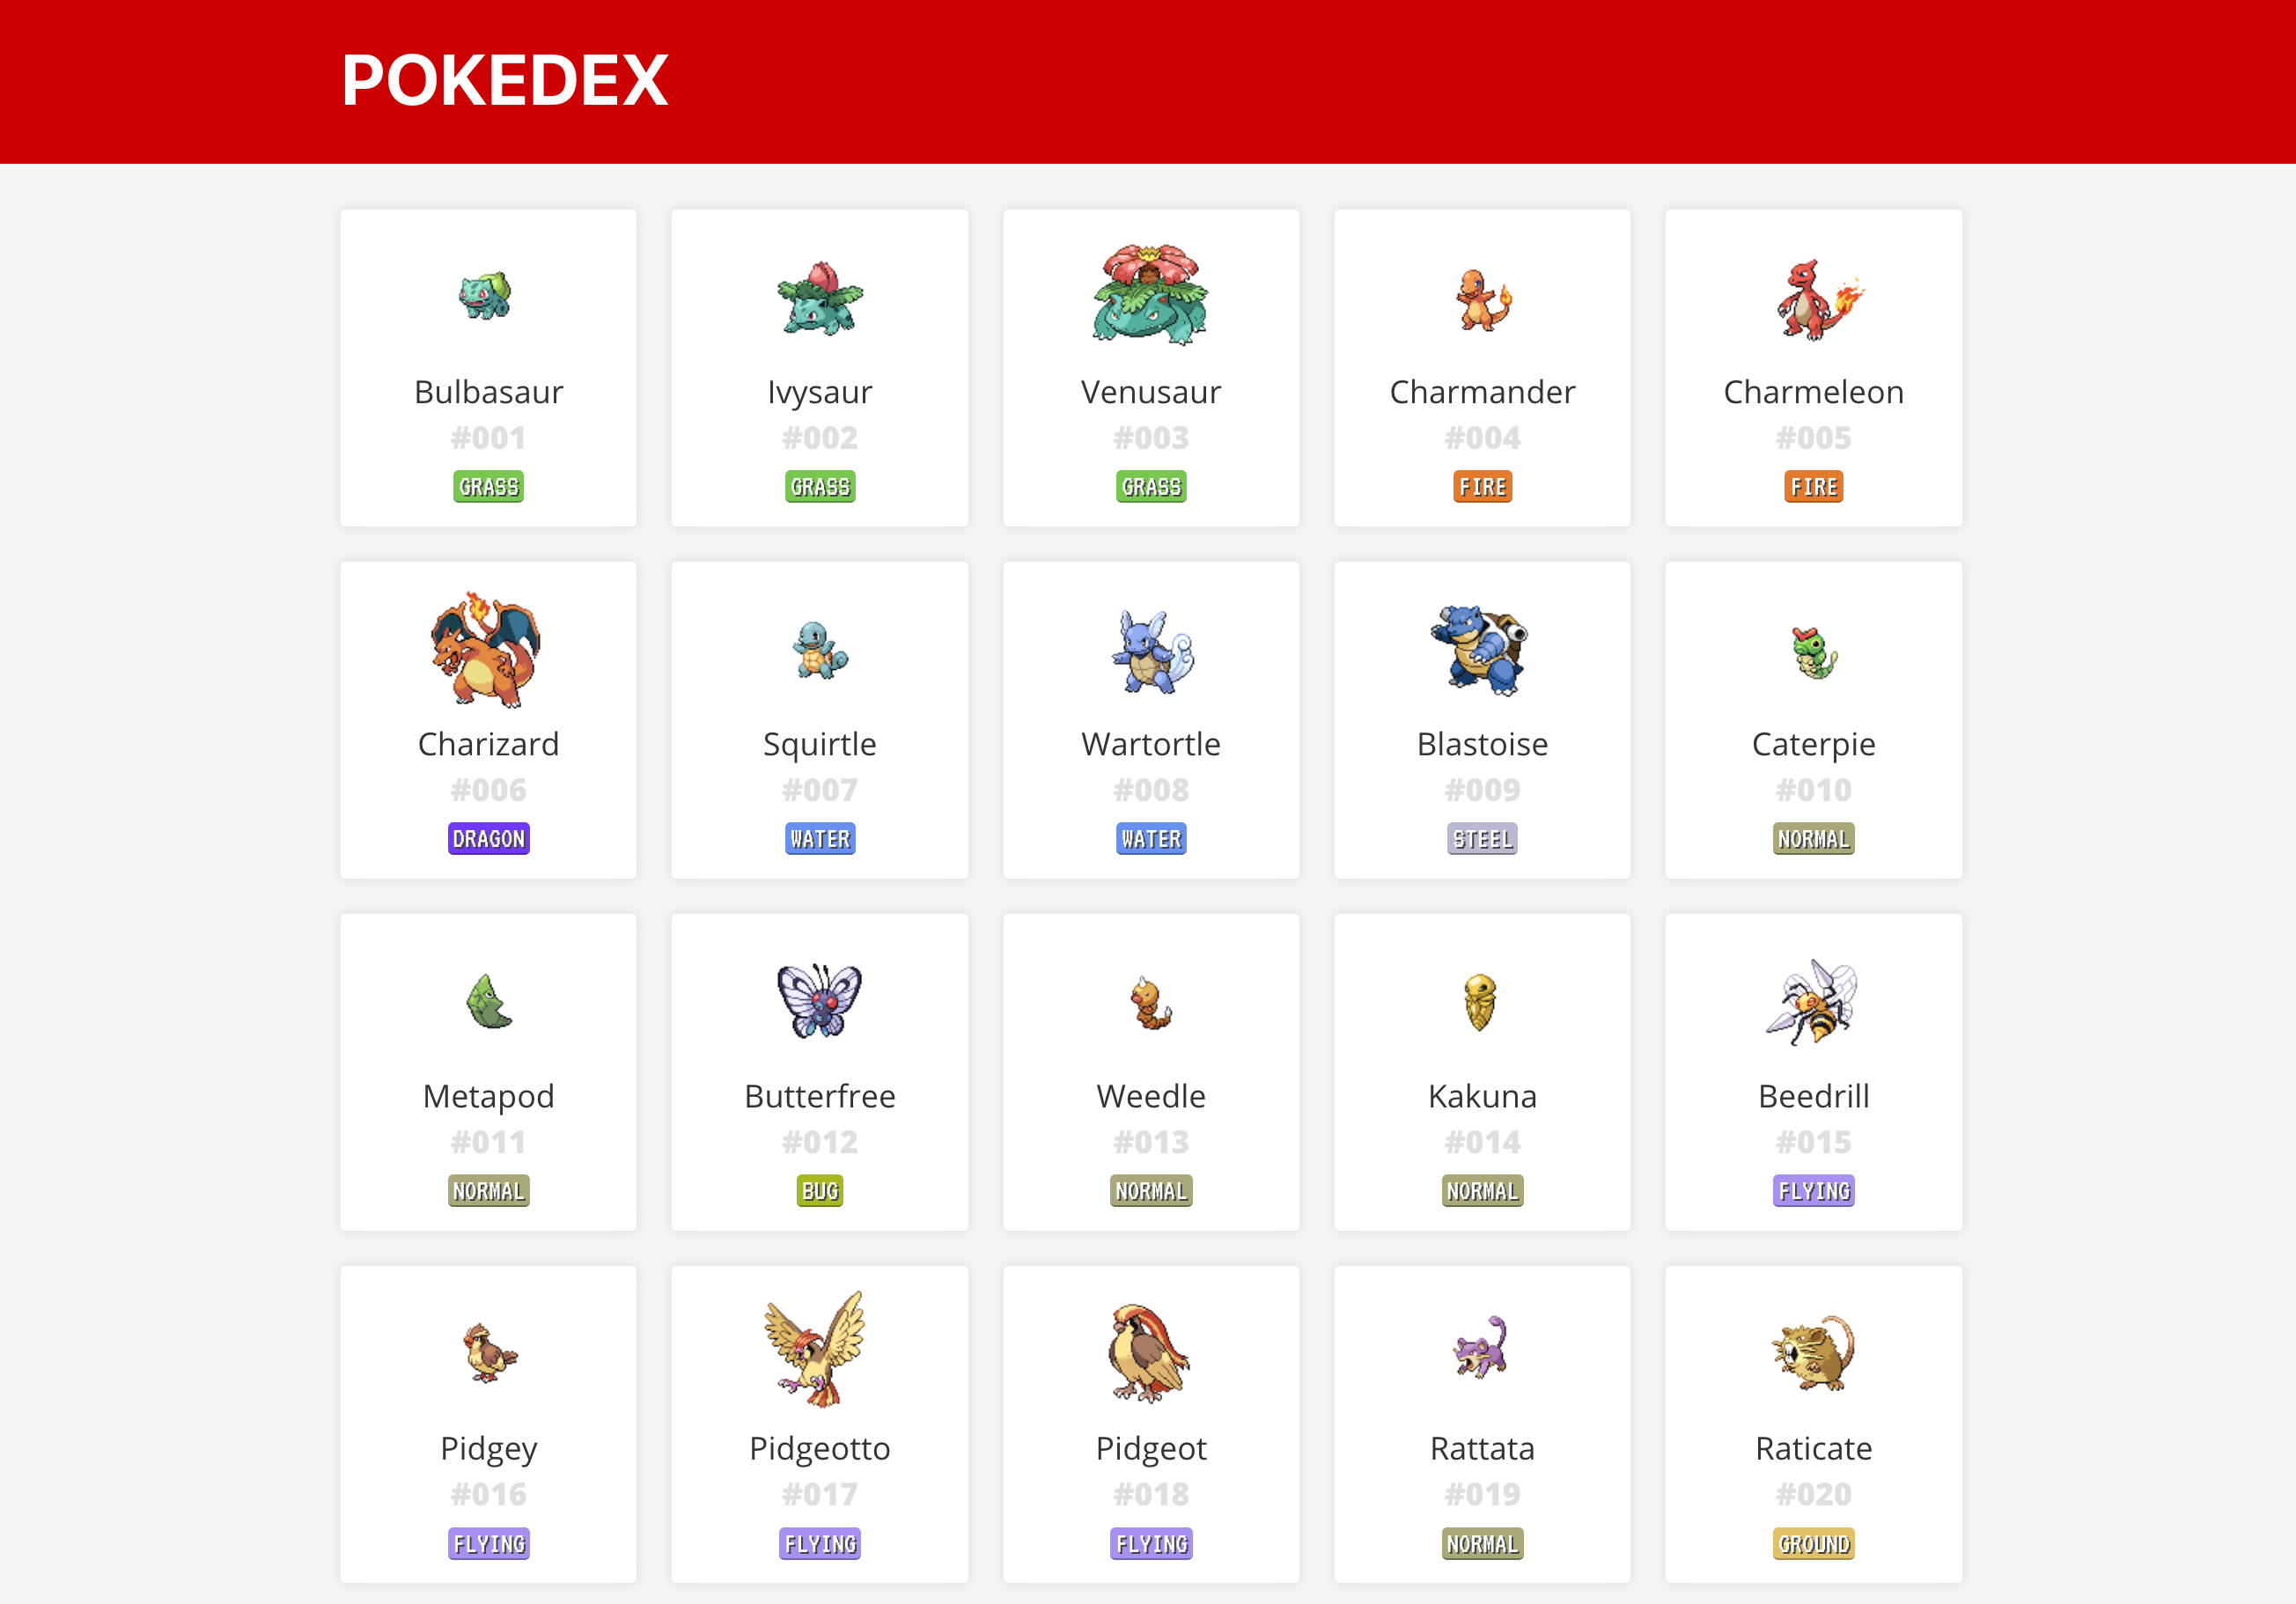 POKEDEX
Bulbasaur
#001
GRASS
Ivysaur
#002
GRASS
Venusaur
#003
GRASS
Charmander
#004
FIRE
Charmeleon
#005
FIRE
Charizard
#006
DRAGON
Squirtle
#007
WATER
Wartortle
#008
WATER
Blastoise
#009
STEEL
Caterpie
#010
NORMAL
Metapod
#011
NORMAL
Butterfree
#012
BUG
Weedle
#013
NORMAL
Kakuna
#014
NORMAL
Beedrill
#015
FLYING
Pidgey
#016
FLYING
Pidgeotto
#017
FLYING
Pidgeot
#018
FLYING
Rattata
#019
NORMAL
Raticate
#020
GROUND